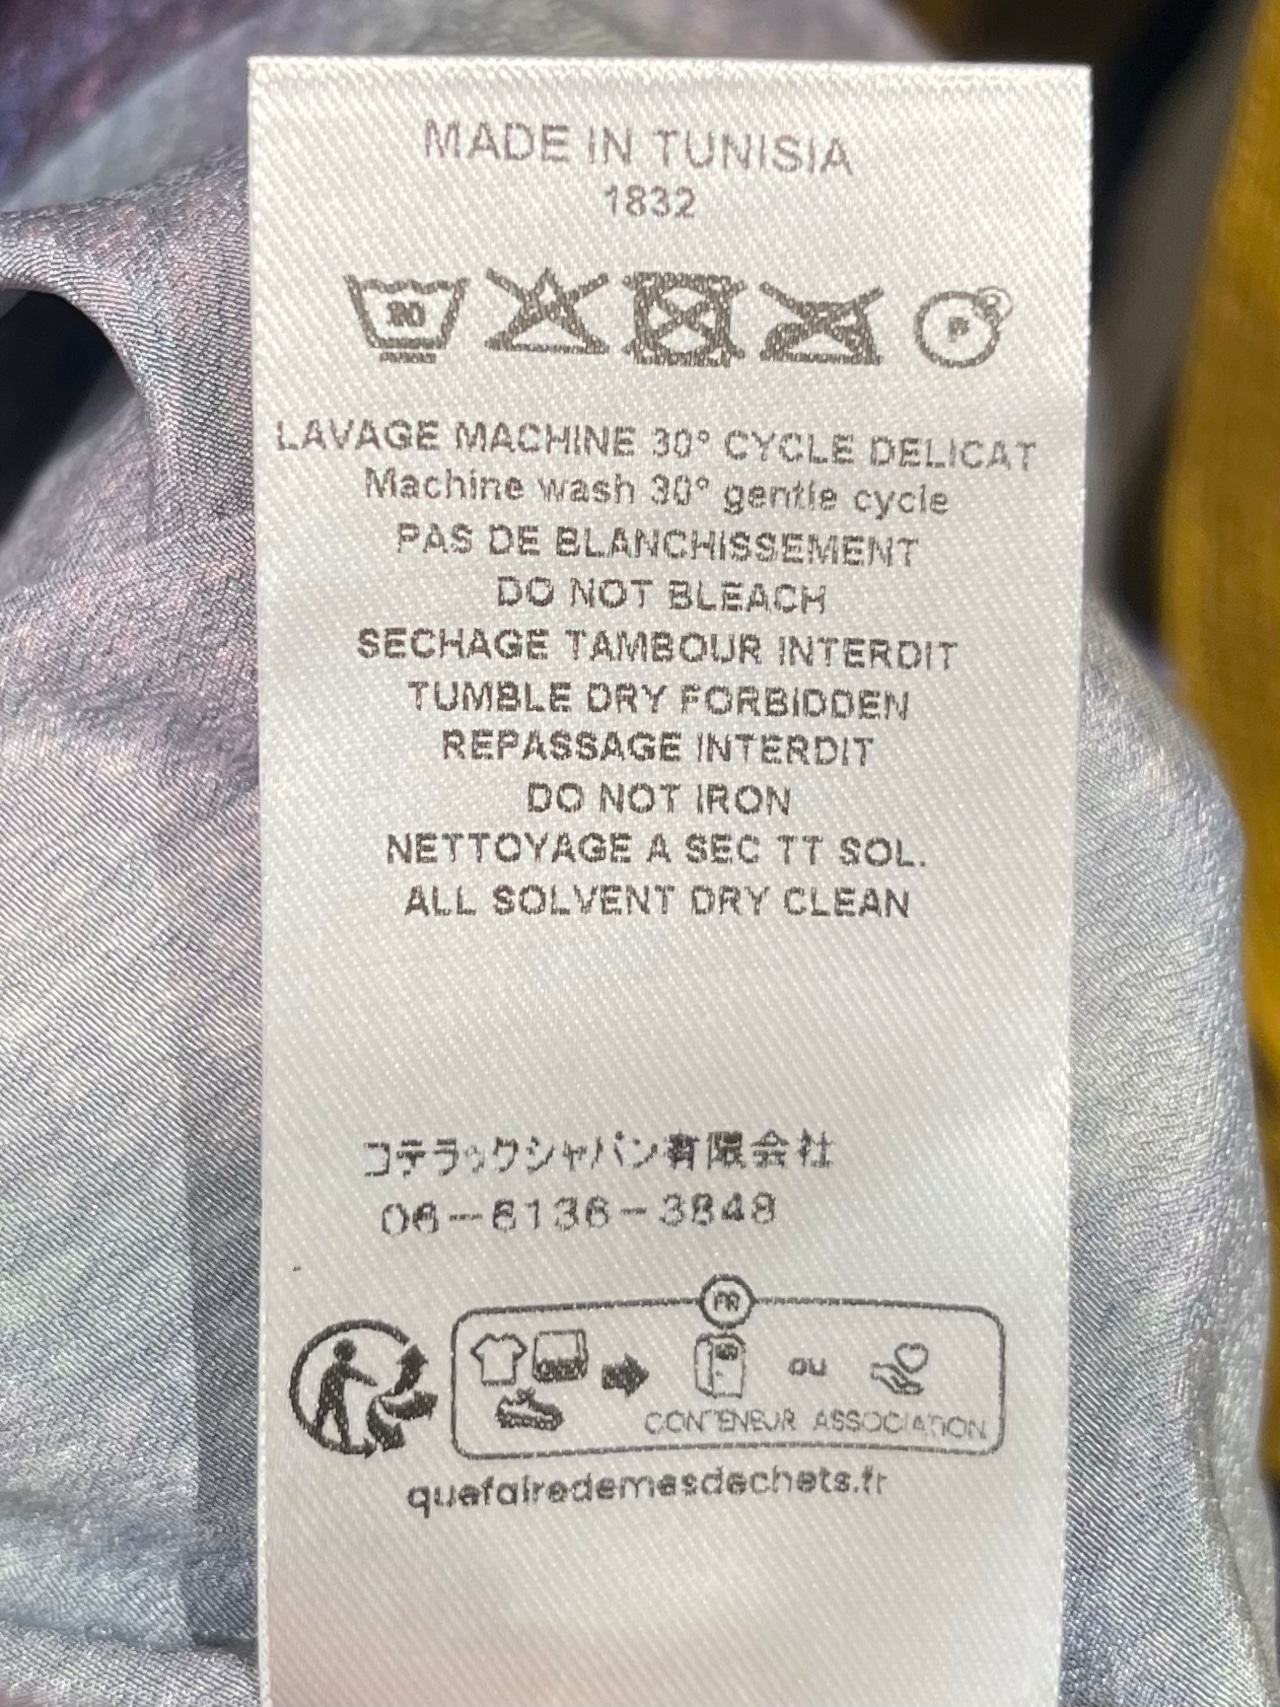 MADE IN TUNISIA
1832
30
P
LAVAGE MACHINE 30° CYCLE DELICAT
Machine wash 30° gentle cycle
PAS DE BLANCHISSEMENT
DO NOT BLEACH
SECHAGE TAMBOUR INTERDIT
TUMBLE DRY FORBIDDEN
REPASSAGE INTERDIT
DO NOT IRON
NETTOYAGE A SEC TT SOL.
ALL SOLVENT DRY CLEAN
コテラックジャパン有限会社
06-6136-3848
FR
ou
CONTENEUR ASSOCIATION
quefairedemesdechets.fr